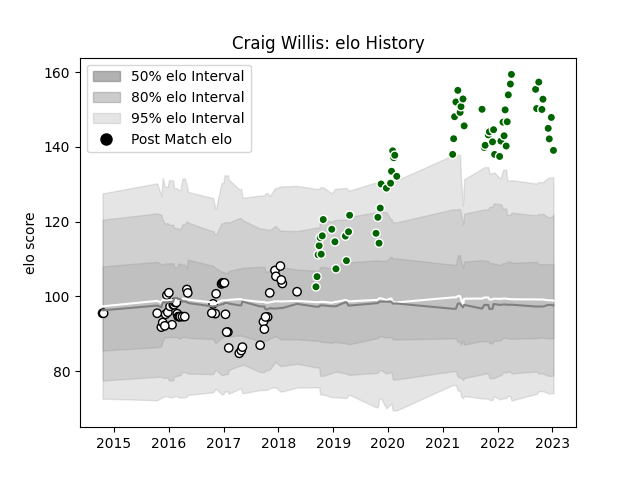 Craig Willis: elo History
50% elo Interval
80% elo Interval
95% elo Interval
Post Match elo
elo score
160
140
120
100
80
2015 2016 2017 2018 2019 2020 2021 2022 2023